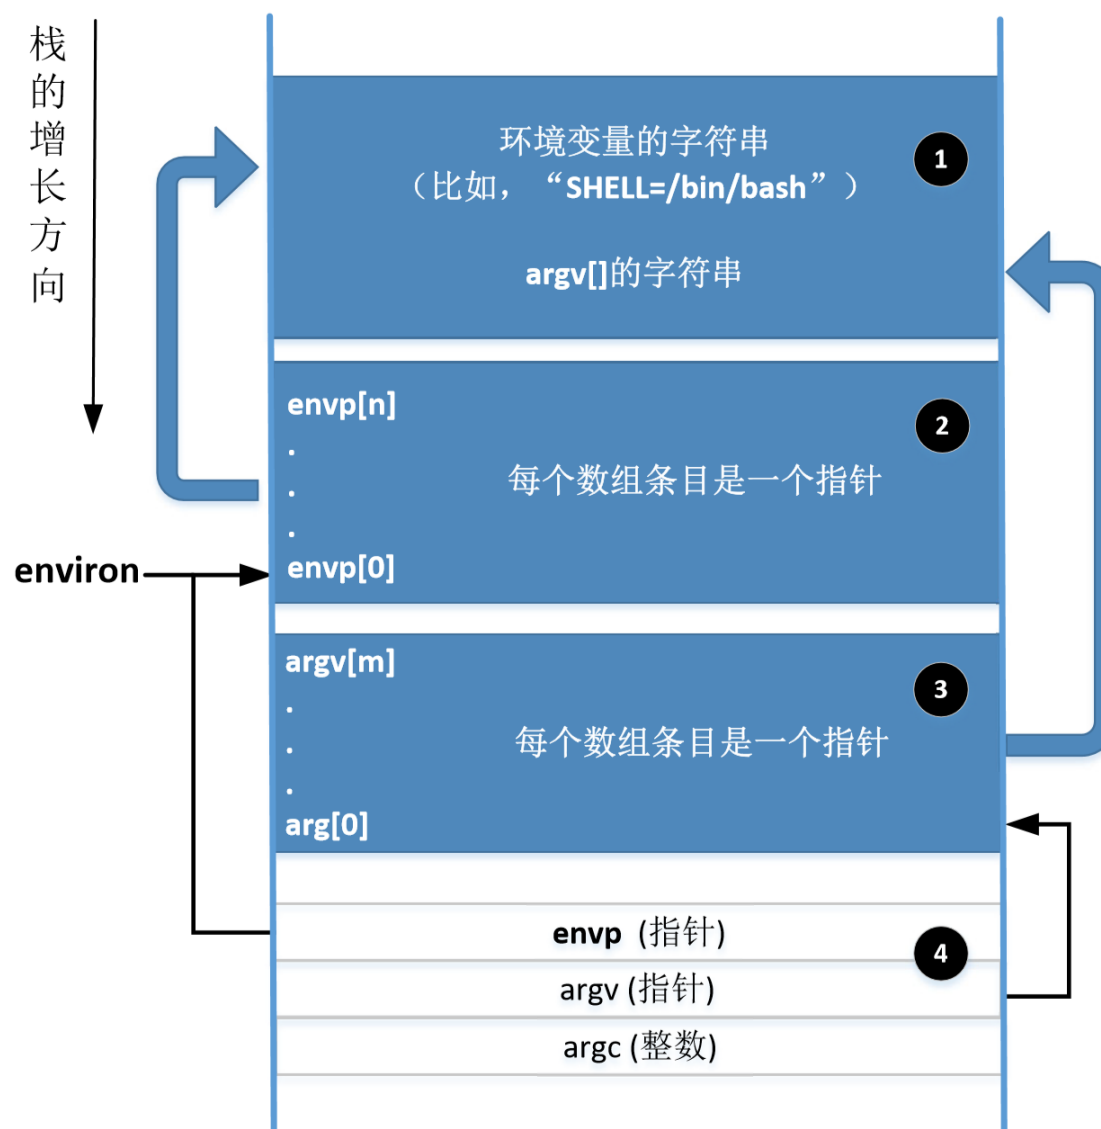 栈的增长方向
环境变量的字符串
（比如，“SHELL=/bin/bash”）
1
argv[]的字符串
envp[n]
2
.
.
.
每个数组条目是一个指针
envp[0]
environ
argv[m]
3
.
.
.
每个数组条目是一个指针
arg[0]
envp (指针)
4
argv (指针)
argc (整数)